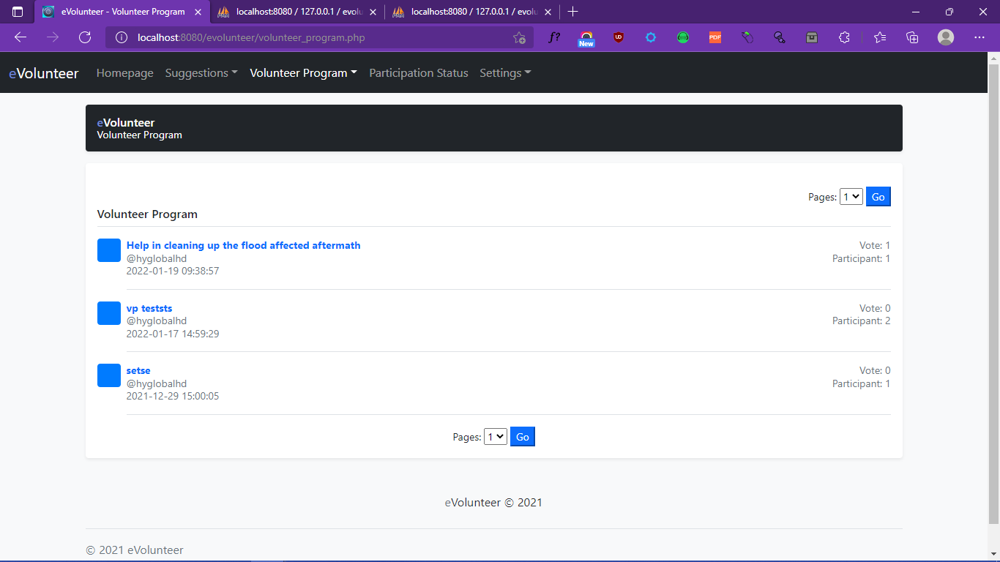 eVolunteer - Volunteer Program
localhost:8080 / 127.0.0.1 / evolu
localhost:8080 / 127.0.0.1 / evolu
localhost:8080/evolunteer/volunteer_program.php
f?
New
UD
PDF
eVolunteer Homepage Suggestions Volunteer Program Participation Status Settings
eVolunteer
Volunteer Program
Pages: 1 Go
Volunteer Program
Help in cleaning up the flood affected aftermath Vote: 1
@hyglobalhd Participant: 1
2022-01-19 09:38:57
vp teststs Vote: 0
@hyglobalhd Participant: 2
2022-01-17 14:59:29
setse Vote: 0
@hyglobalhd Participant: 1
2021-12-29 15:00:05
Pages: 1 Go
eVolunteer © 2021
© 2021 eVolunteer